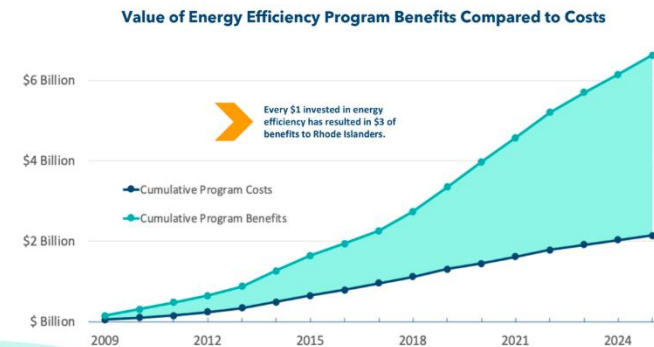 Value of Energy Efficiency Program Benefits Compared to Costs
$6 Billion
Every $1 invested in energy
efficiency has resulted in $3 of
benefits to Rhode Islanders.
$4 Billion
Cumulative Program Costs
Cumulative Program Benefits
$2 Billion
$ Billion
2009 2012 2015 2018 2021 2024